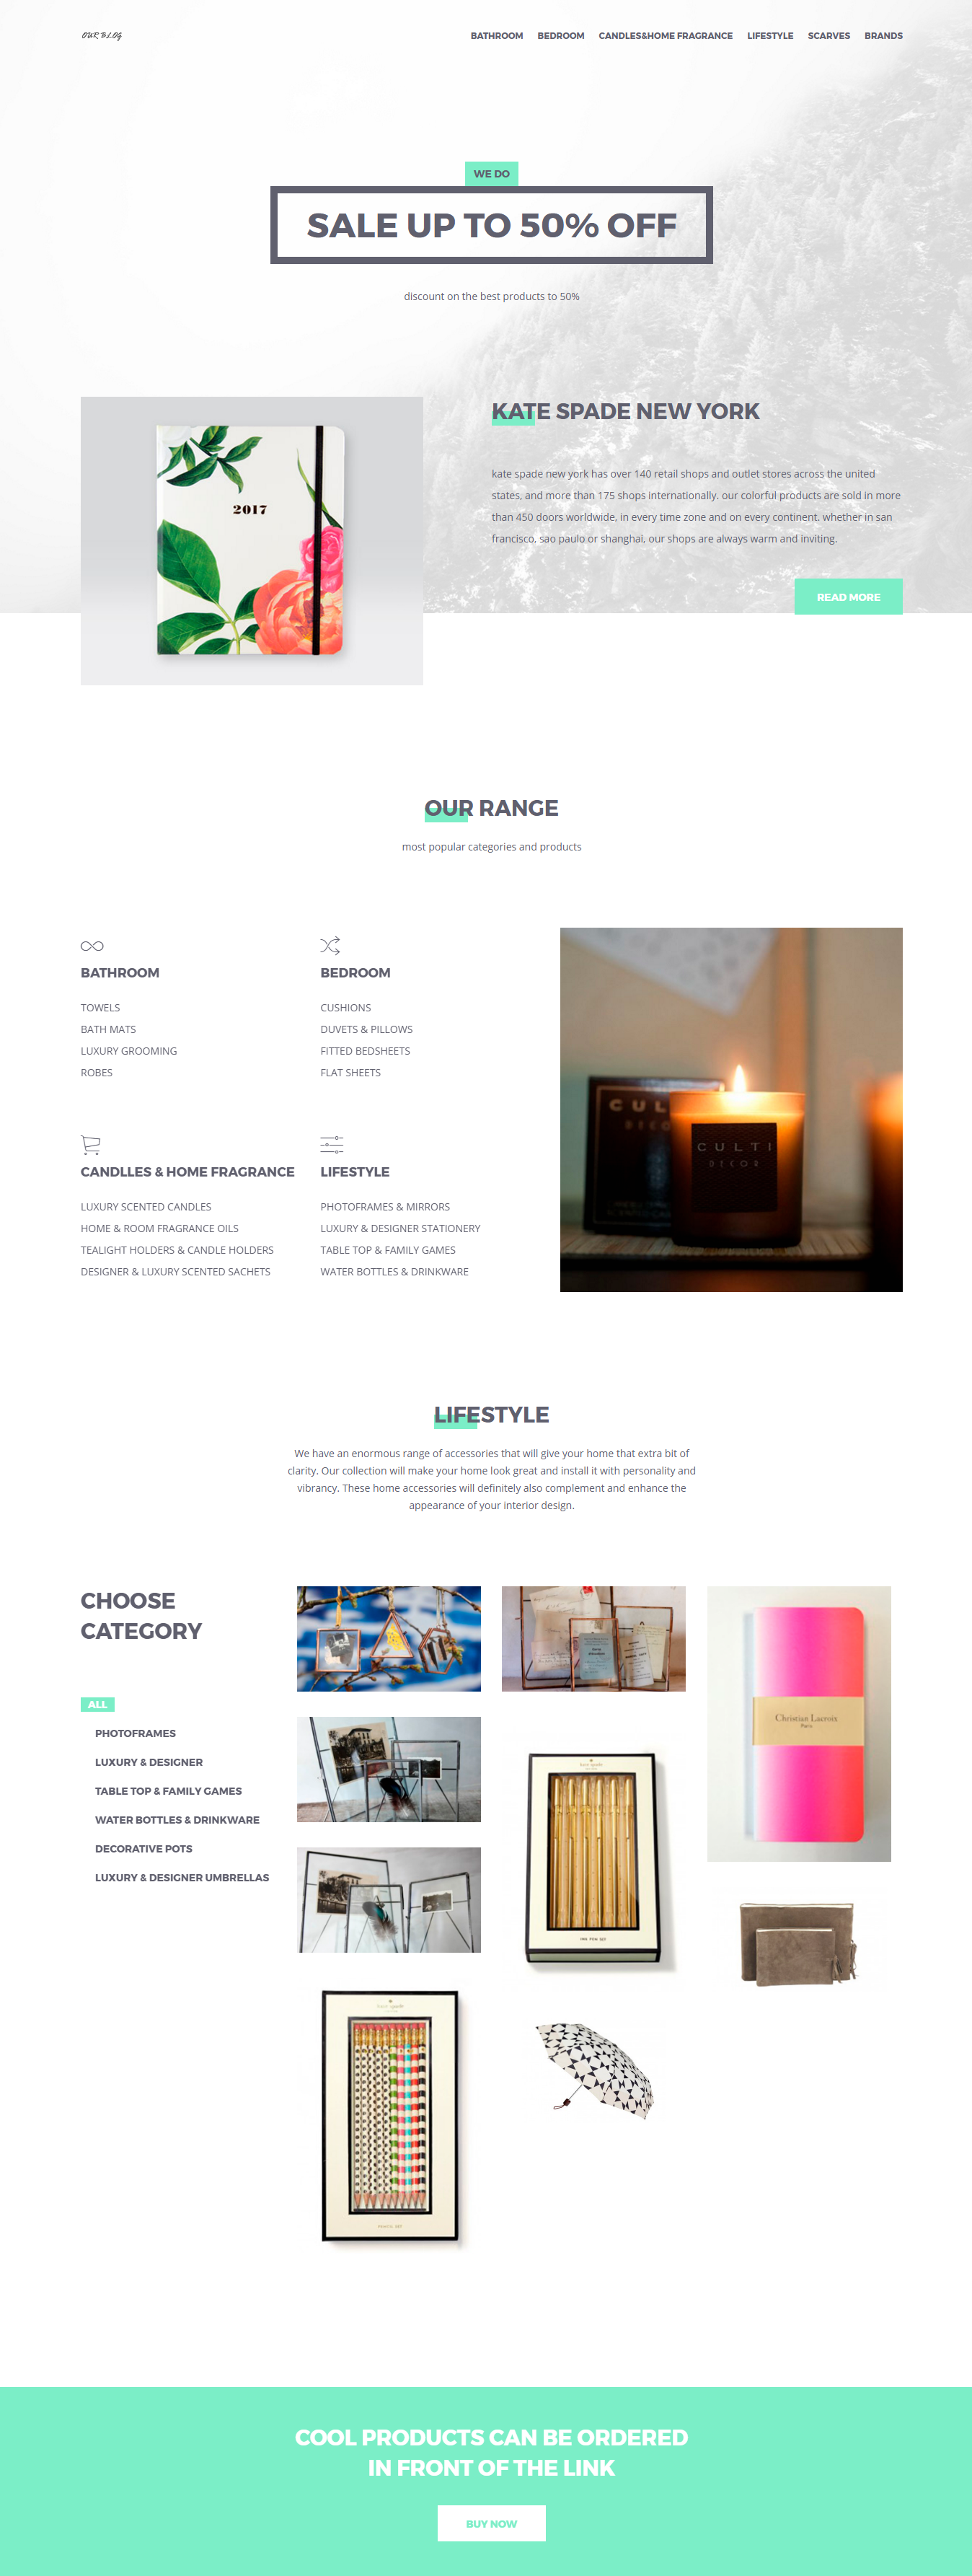 OUR BLOG
BATHROOM BEDROOM CANDLES&HOME FRAGRANCE LIFESTYLE SCARVES BRANDS
WE DO
SALE UP TO 50% OFF
discount on the best products to 50%
2017
KATE SPADE NEW YORK
kate spade new york has over 140 retail shops and outlet stores across the united
states, and more than 175 shops internationally. our colorful products are sold in more
than 450 doors worldwide, in every time zone and on every continent. whether in san
francisco, sao paulo or shanghai, our shops are always warm and inviting.
READ MORE
OUR RANGE
most popular categories and products
BATHROOM
TOWELS
BATH MATS
LUXURY GROOMING
ROBES
BEDROOM
CUSHIONS
DUVETS & PILLOWS
FITTED BEDSHEETS
FLAT SHEETS
CANDLLES & HOME FRAGRANCE
LUXURY SCENTED CANDLES
HOME & ROOM FRAGRANCE OILS
TEALIGHT HOLDERS & CANDLE HOLDERS
DESIGNER & LUXURY SCENTED SACHETS
LIFESTYLE
PHOTOFRAMES & MIRRORS
LUXURY & DESIGNER STATIONERY
TABLE TOP & FAMILY GAMES
WATER BOTTLES & DRINKWARE
CUL
DECO
CULTI
DECOR
LIFESTYLE
We have an enormous range of accessories that will give your home that extra bit of
clarity. Our collection will make your home look great and install it with personality and
vibrancy. These home accessories will definitely also complement and enhance the
appearance of your interior design.
CHOOSE
CATEGORY
ALL
PHOTOFRAMES
LUXURY & DESIGNER
TABLE TOP & FAMILY GAMES
WATER BOTTLES & DRINKWARE
DECORATIVE POTS
LUXURY & DESIGNER UMBRELLAS
Christian Lacroix
Paris
kate spade
kate spade
PENCIL SET
COOL PRODUCTS CAN BE ORDERED
IN FRONT OF THE LINK
BUY NOW